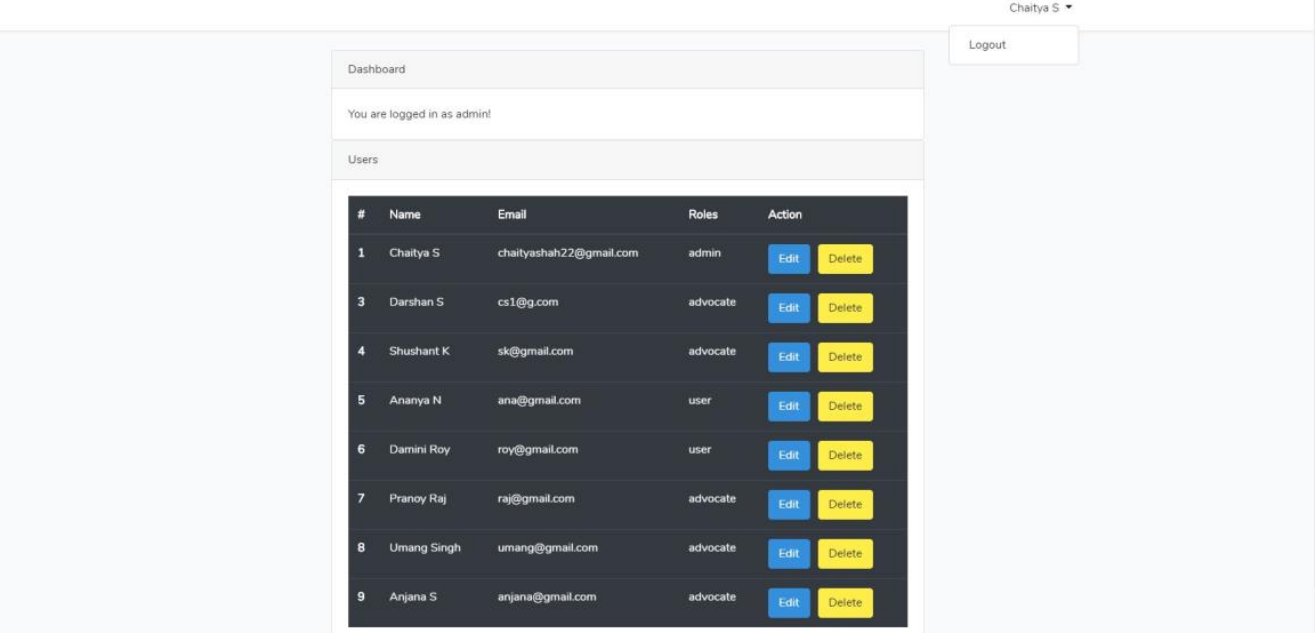 Chaitya S
Logout
Dashboard
You are logged in as admin!
Users
# Name Email Roles Action
1 Chaitya S chaityashah22@gmail.com admin Edit Delete
3 Darshan S cs1@g.com advocate Edit Delete
4 Shushant K sk@gmail.com advocate Edit Delete
5 Ananya N ana@gmail.com user Edit Delete
6 Damini Roy roy@gmail.com user Edit Delete
7 Pranoy Raj raj@gmail.com advocate Edit Delete
8 Umang Singh umang@gmail.com advocate Edit Delete
9 Anjana S anjana@gmail.com advocate Edit Delete